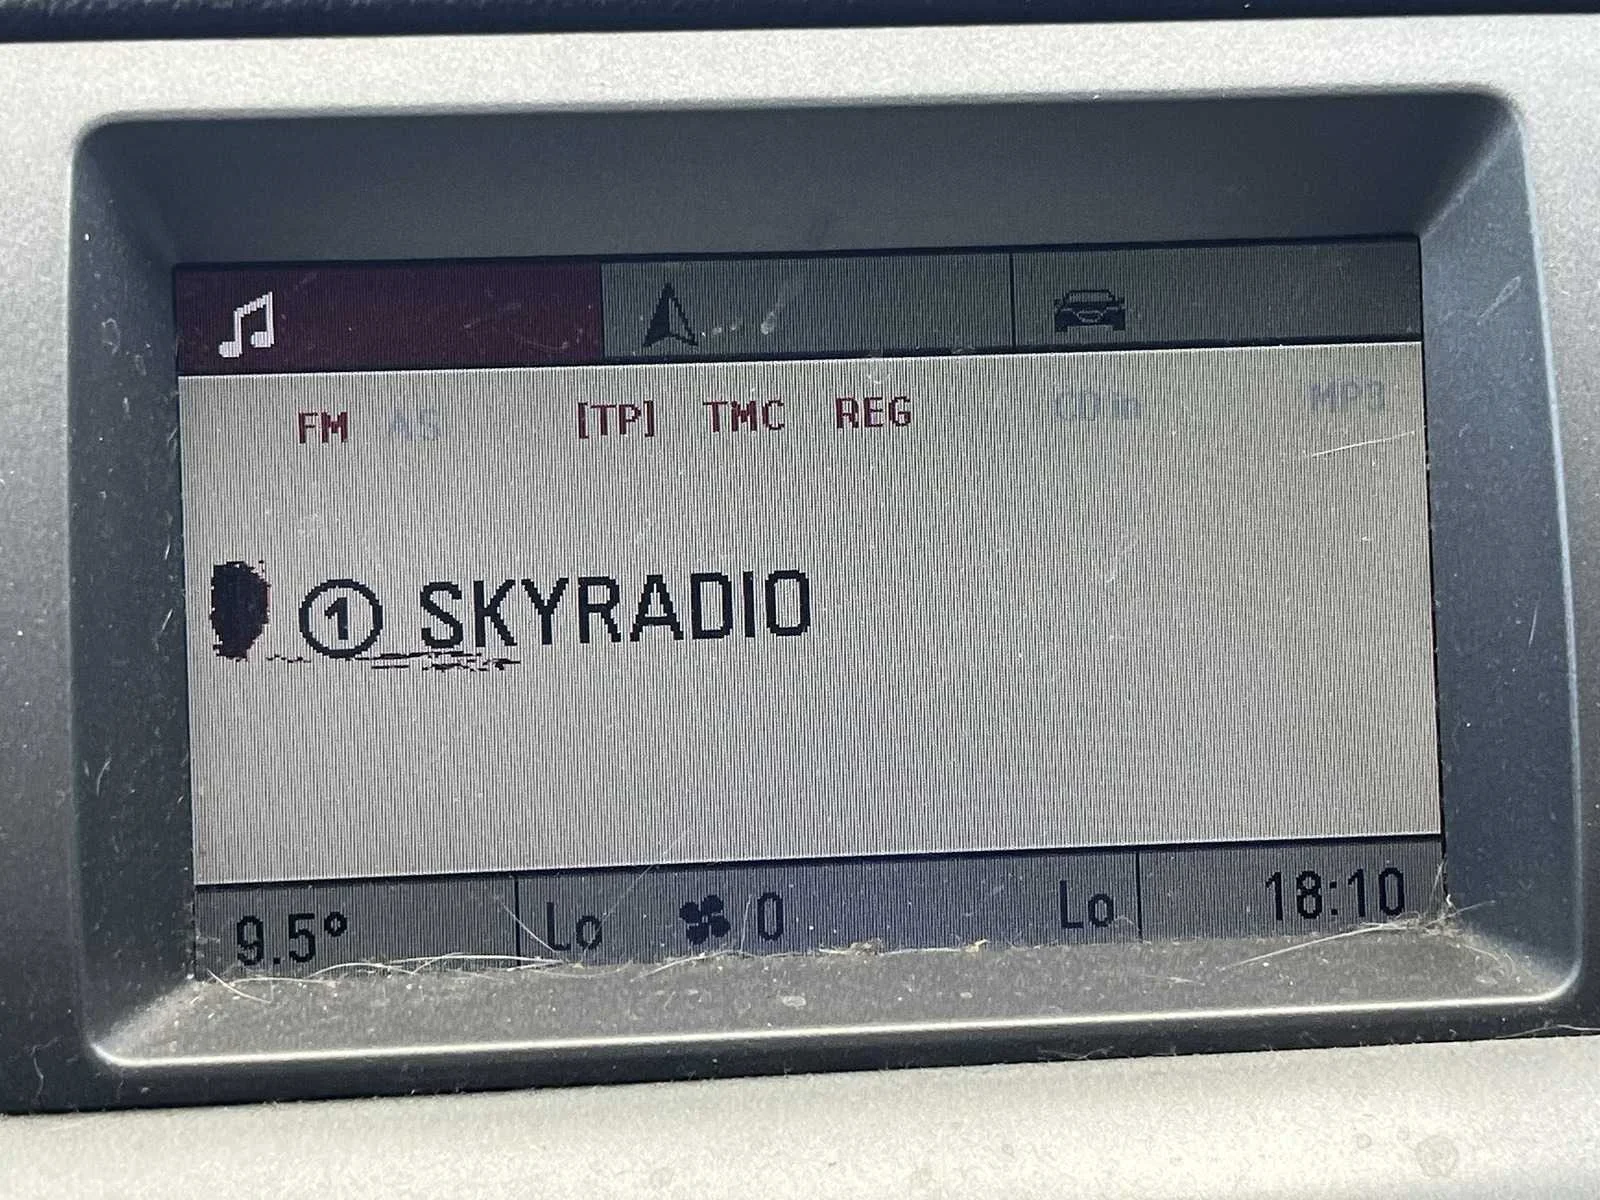 FM AS [TP] TMC REG CD in MP3
1 SKYRADIO
9.5° Lo 0 Lo 18:10